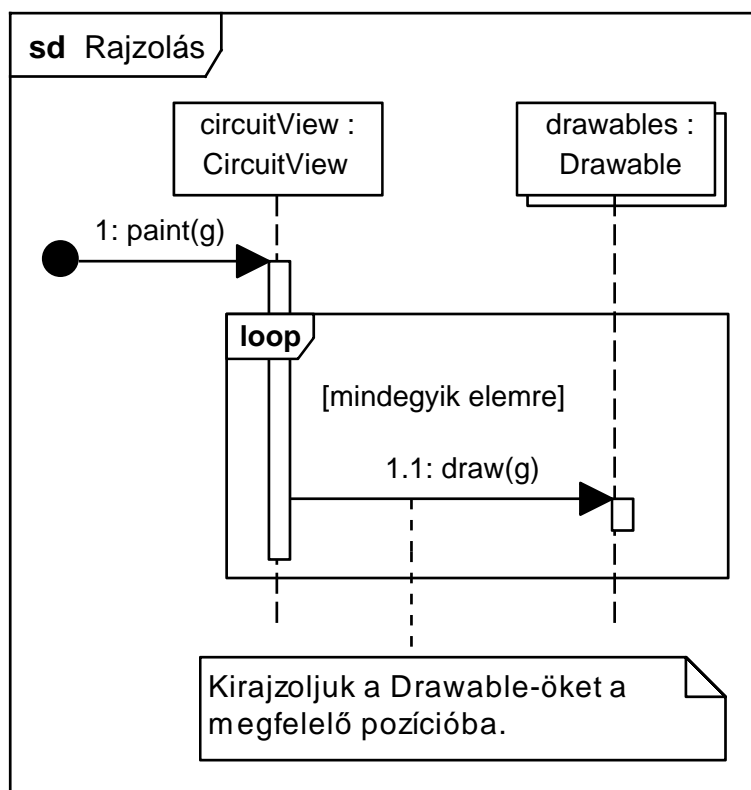 sd Rajzolás
circuitView :
CircuitView
drawables :
Drawable
1: paint(g)
loop
[mindegyik elemre]
1.1: draw(g)
Kirajzoljuk a Drawable-öket a
megfelelő pozícióba.